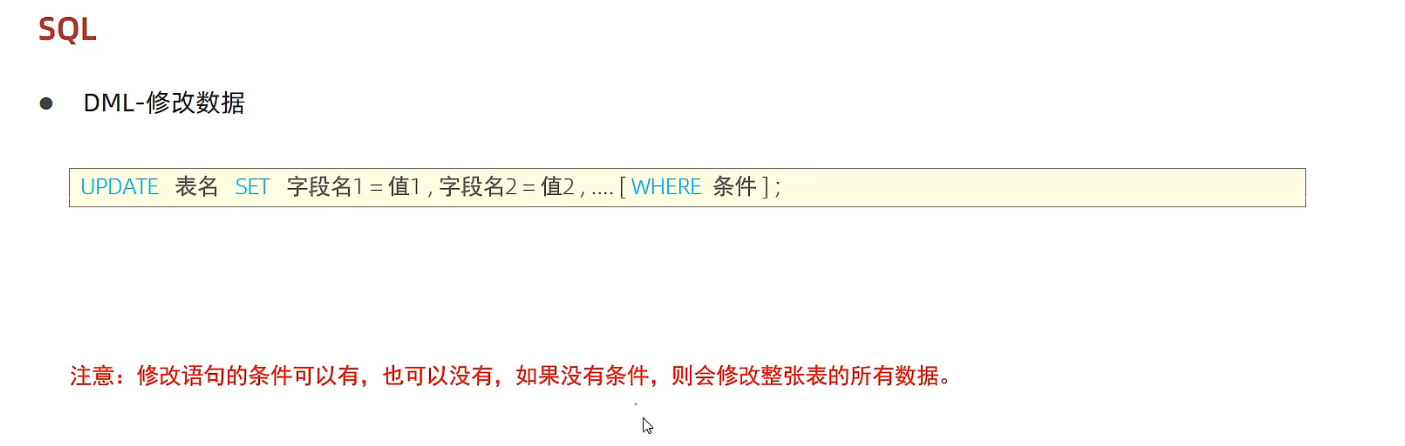 SQL
DML-修改数据
UPDATE 表名 SET 字段名1 = 值1 , 字段名2 = 值2 , .... [ WHERE 条件 ] ;
注意：修改语句的条件可以有，也可以没有，如果没有条件，则会修改整张表的所有数据。